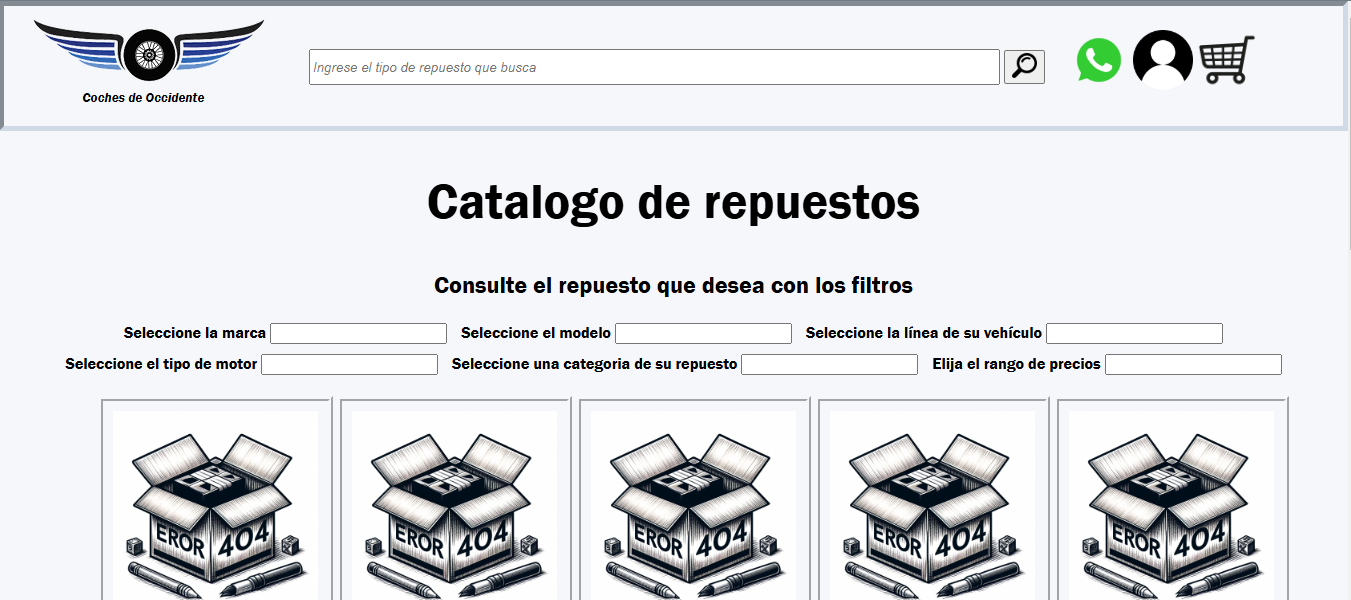 Coches de Occidente
Ingrese el tipo de repuesto que busca
Catalogo de repuestos
Consulte el repuesto que desea con los filtros
Seleccione la marca Seleccione el modelo Seleccione la línea de su vehículo
Seleccione el tipo de motor Seleccione una categoria de su repuesto Elija el rango de precios
EROR 404 EROR 404 EROR 404 EROR 404 EROR 404